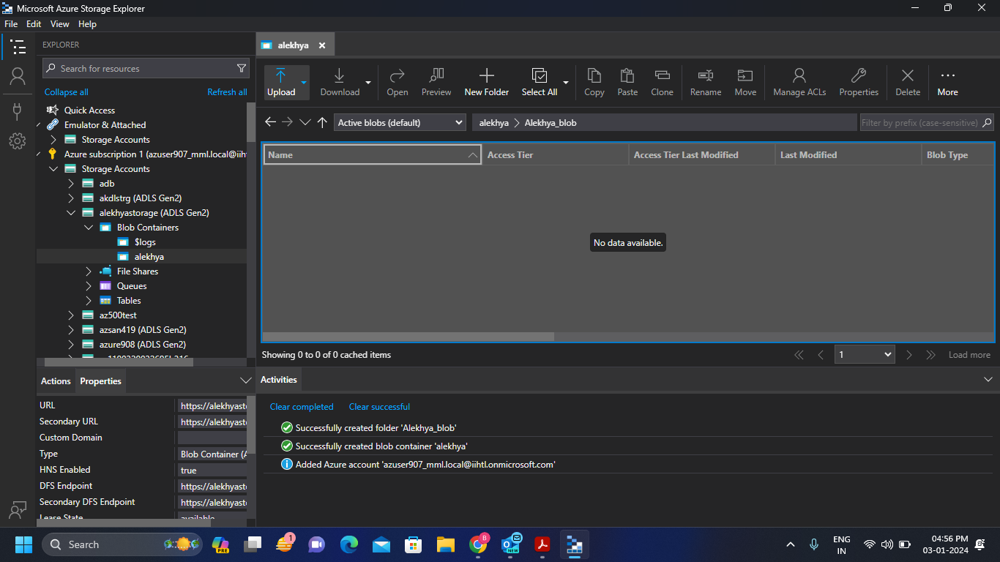 Microsoft Azure Storage Explorer
File Edit View Help
EXPLORER
Search for resources
Collapse all Refresh all
Quick Access
Emulator & Attached
Storage Accounts
Azure subscription 1 (azuser907_mml.local@iiht
Storage Accounts
adb
akdlstrg (ADLS Gen2)
alekhyastorage (ADLS Gen2)
Blob Containers
$logs
alekhya
File Shares
Queues
Tables
az500test
azsan419 (ADLS Gen2)
azure908 (ADLS Gen2)
alekhya
Upload Download Open Preview New Folder Select All Copy Paste Clone Rename Move Manage ACLs Properties Delete More
Active blobs (default) alekhya Alekhya_blob Filter by prefix (case-sensitive)
Name Access Tier Access Tier Last Modified Last Modified Blob Type
No data available.
Showing 0 to 0 of 0 cached items 1 Load more
Actions Properties
URL https://alekhyast
Secondary URL https://alekhyast
Custom Domain
Type Blob Container (A
HNS Enabled true
DFS Endpoint https://alekhyast
Secondary DFS Endpoint https://alekhyast
Lease State available
Activities
Clear completed Clear successful
Successfully created folder 'Alekhya_blob'
Successfully created blob container 'alekhya'
Added Azure account 'azuser907_mml.local@iihtl.onmicrosoft.com'
Search PRE 1 8 NEW
ENG
IN
04:56 PM
03-01-2024